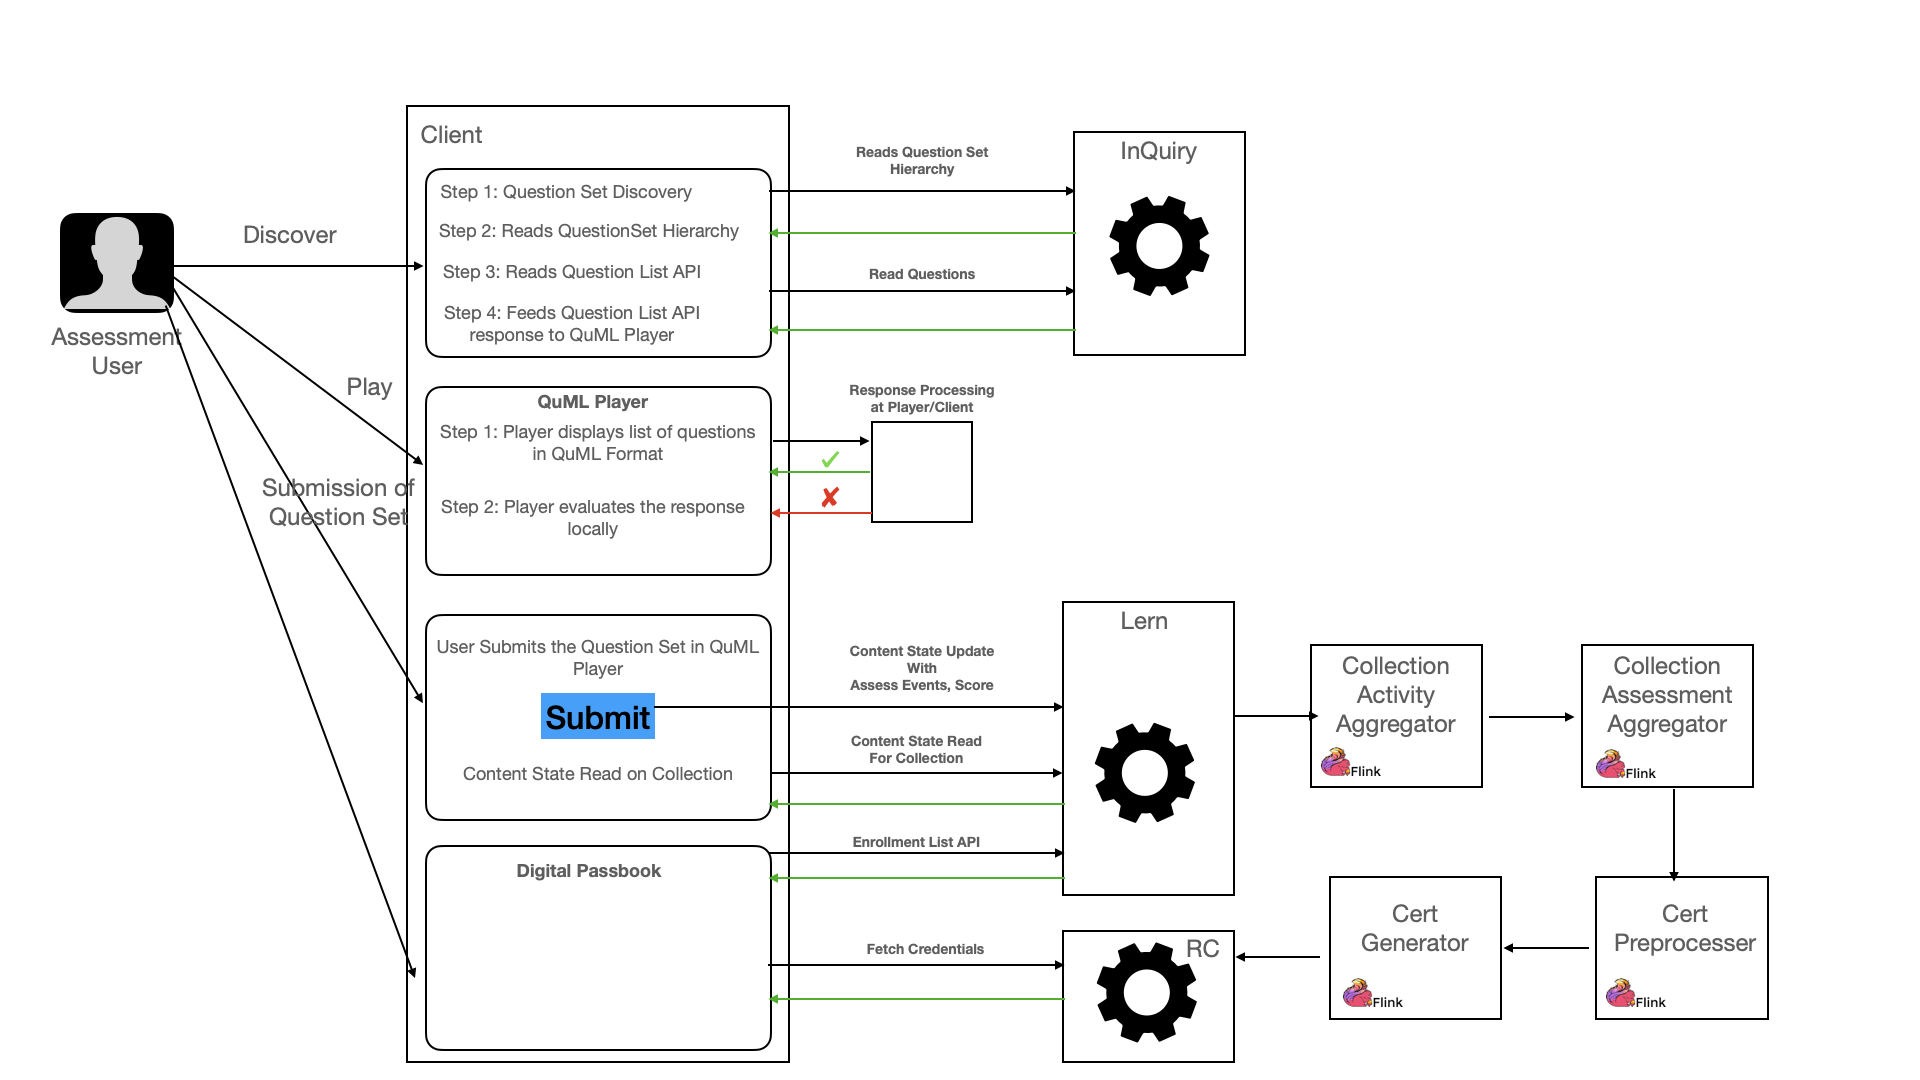 Client
Step 1: Question Set Discovery
Step 2: Reads QuestionSet Hierarchy
Step 3: Reads Question List API
Step 4: Feeds Question List API
response to QuML Player
Reads Question Set
Hierarchy
Read Questions
InQuiry
Discover
Assessment
User
Play
Submission of
Question Set
QuML Player
Step 1: Player displays list of questions
in QuML Format
Step 2: Player evaluates the response
locally
Response Processing
at Player/Client
User Submits the Question Set in QuML
Player
Submit
Content State Read on Collection
Content State Update
With
Assess Events, Score
Content State Read
For Collection
Enrollment List API
Lern
Collection
Activity
Aggregator
Flink
Collection
Assessment
Aggregator
Flink
Digital Passbook
Fetch Credentials
RC
Cert
Generator
Flink
Cert
Preprocesser
Flink